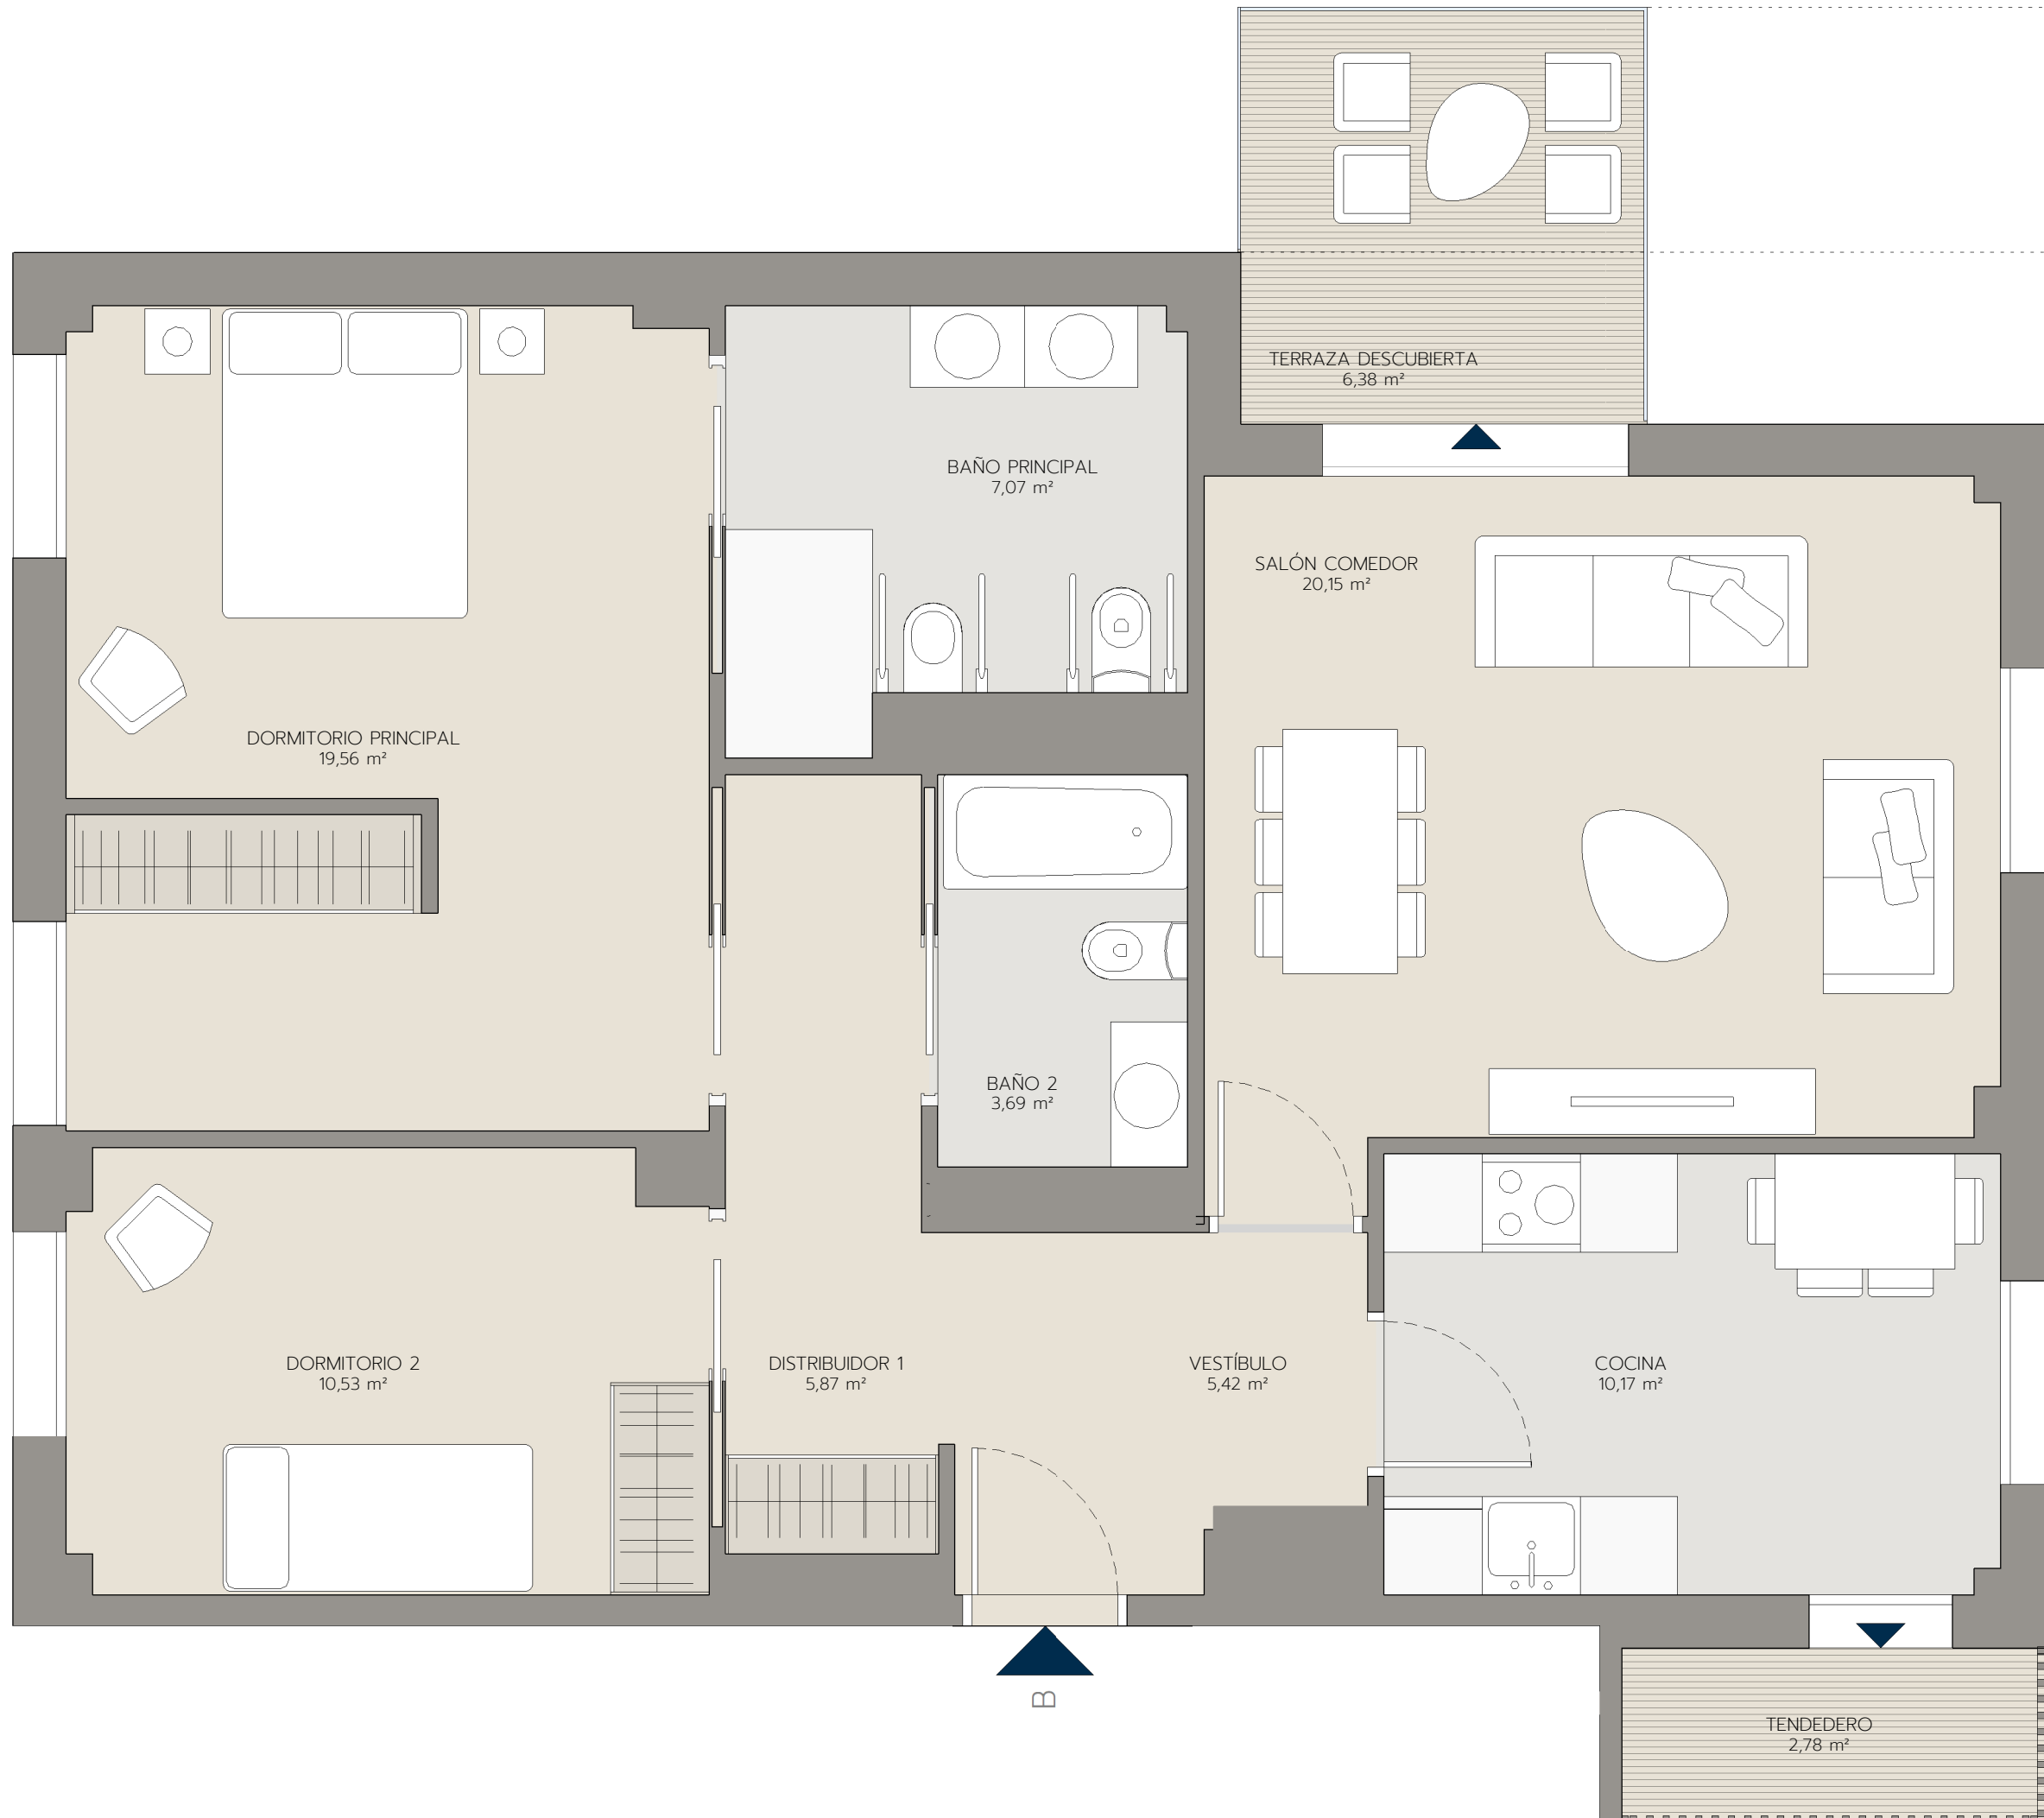 TERRAZA DESCUBIERTA
6,38 m²
BAÑO PRINCIPAL
7,07 m²
SALÓN COMEDOR
20,15 m²
DORMITORIO PRINCIPAL
19,56 m²
BAÑO 2
3,69 m²
DORMITORIO 2
10,53 m²
DISTRIBUIDOR 1
5,87 m²
VESTÍBULO
5,42 m²
COCINA
10,17 m²
B
TENDEDERO
2,78 m²